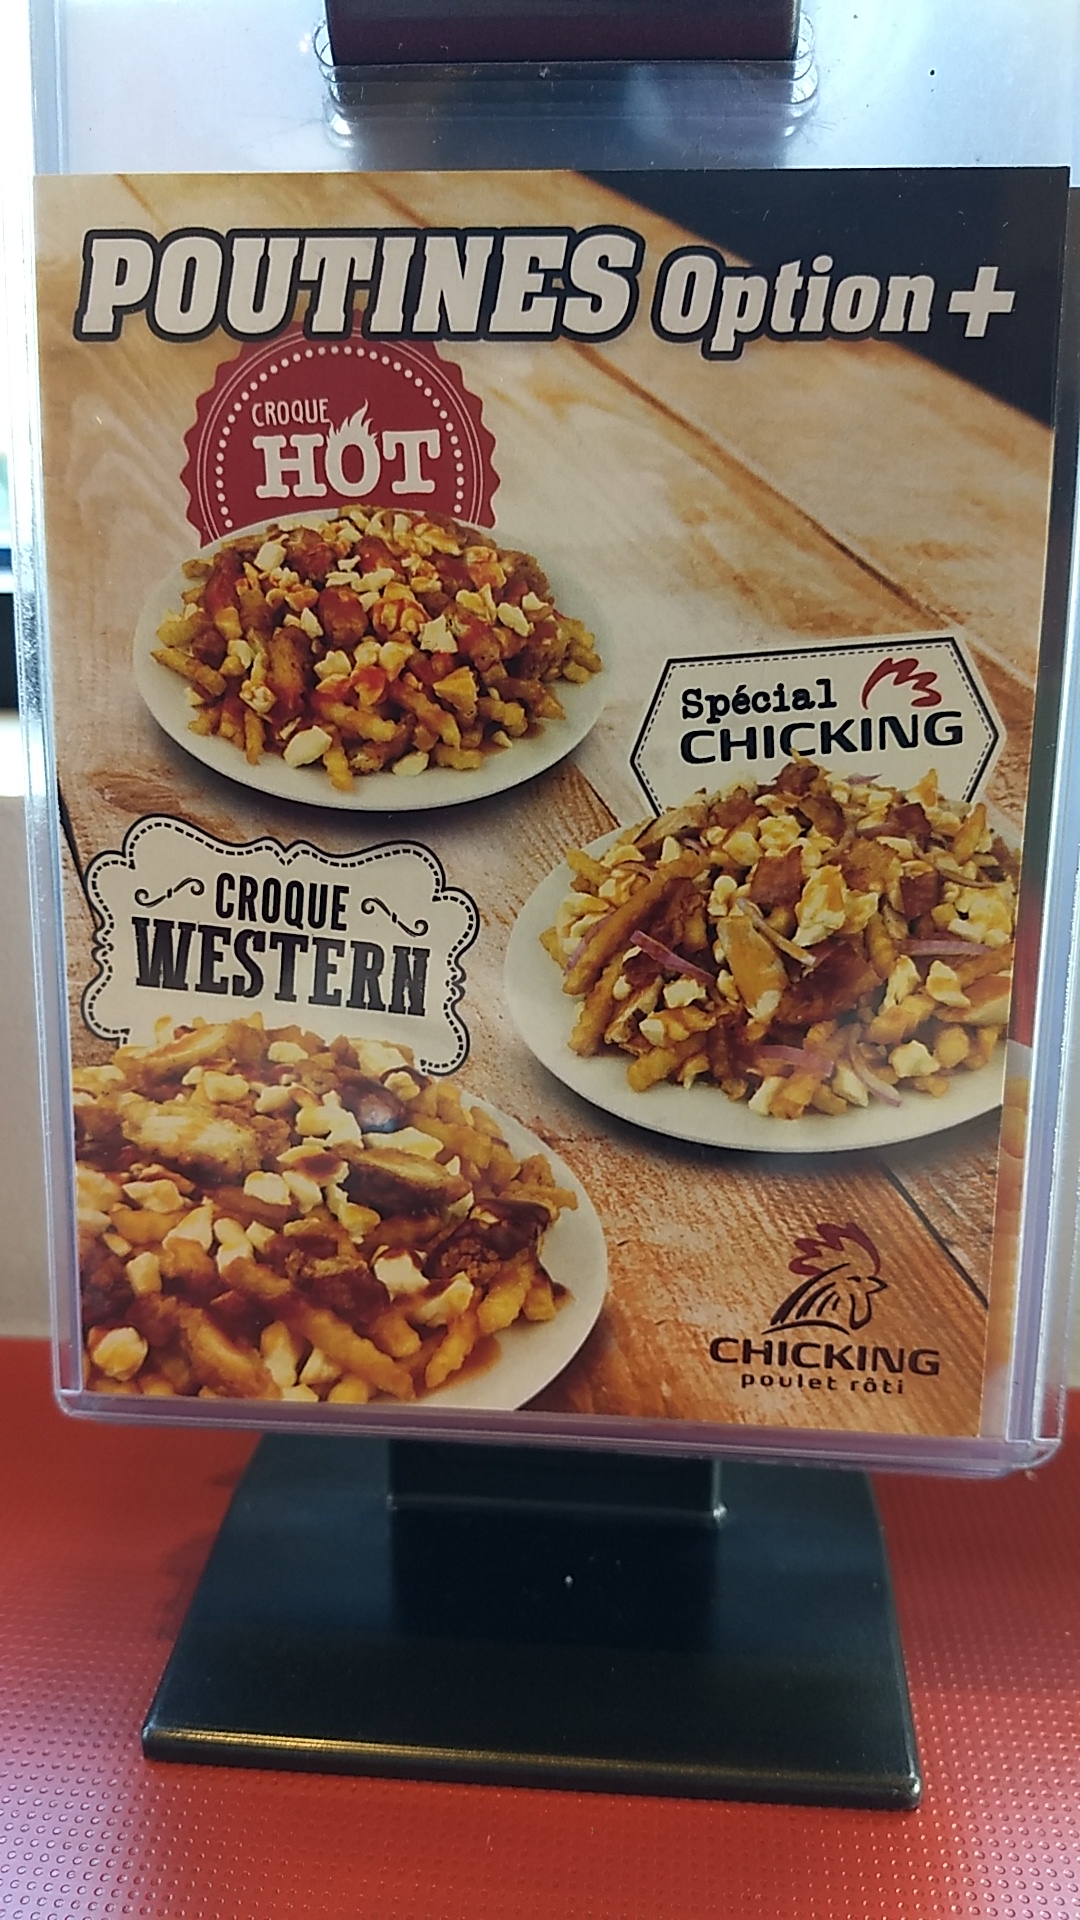 POUTINES Option+
CROQUE
HOT
Spécial
CHICKING
CROQUE
WESTERN
CHICKING
poulet rôti